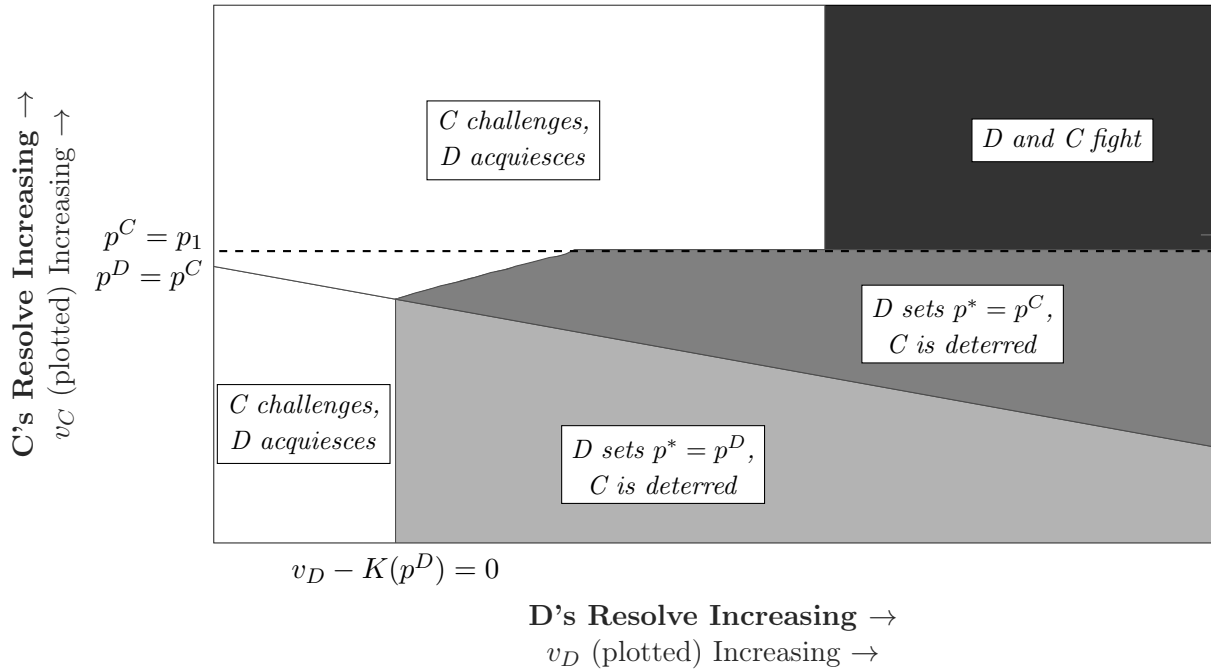 C's Resolve Increasing →
v_C (plotted) Increasing →
C challenges,
D acquiesces
D and C fight
p^C = p_1
p^D = p^C
D sets p* = p^C,
C is deterred
C challenges,
D acquiesces
D sets p* = p^D,
C is deterred
v_D − K(p^D) = 0
D's Resolve Increasing →
v_D (plotted) Increasing →